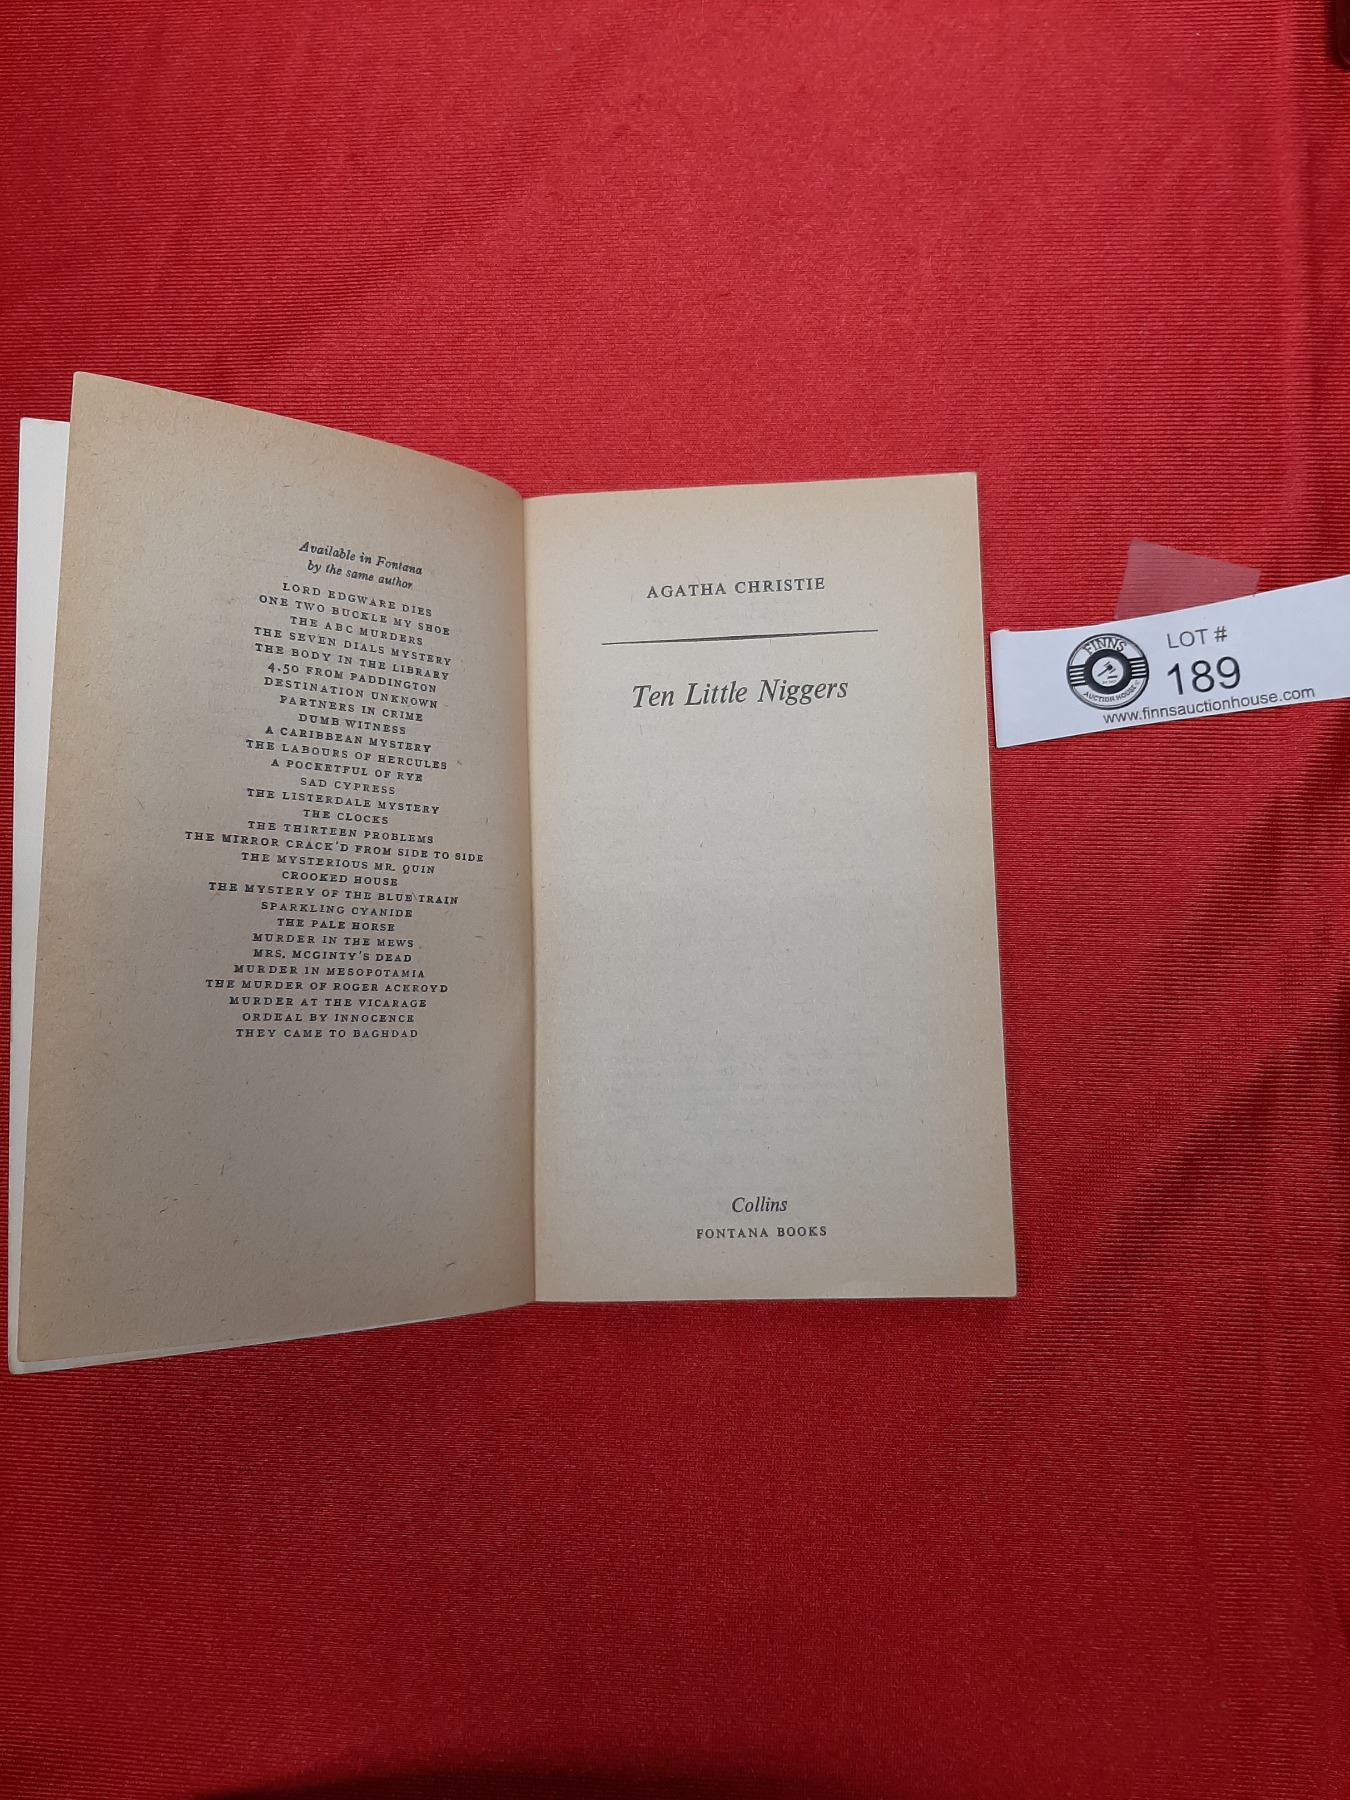 Available in Fontana
by the same author
LORD EDGWARE DIES
ONE TWO BUCKLE MY SHOE
THE ABC MURDERS
THE SEVEN DIALS MYSTERY
THE BODY IN THE LIBRARY
4.50 FROM PADDINGTON
DESTINATION UNKNOWN
PARTNERS IN CRIME
DUMB WITNESS
A CARIBBEAN MYSTERY
THE LABOURS OF HERCULES
A POCKETFUL OF RYE
SAD CYPRESS
THE LISTERDALE MYSTERY
THE CLOCKS
THE THIRTEEN PROBLEMS
THE MIRROR CRACK'D FROM SIDE TO SIDE
THE MYSTERIOUS MR. QUIN
CROOKED HOUSE
THE MYSTERY OF THE BLUE TRAIN
SPARKLING CYANIDE
THE PALE HORSE
MURDER IN THE MEWS
MRS. MCGINTY'S DEAD
MURDER IN MESOPOTAMIA
THE MURDER OF ROGER ACKROYD
MURDER AT THE VICARAGE
ORDEAL BY INNOCENCE
THEY CAME TO BAGHDAD
AGATHA CHRISTIE
Ten Little Niggers
Collins
FONTANA BOOKS
FINNS
AUCTION HOUSE
LOT #
189
www.finnsauctionhouse.com